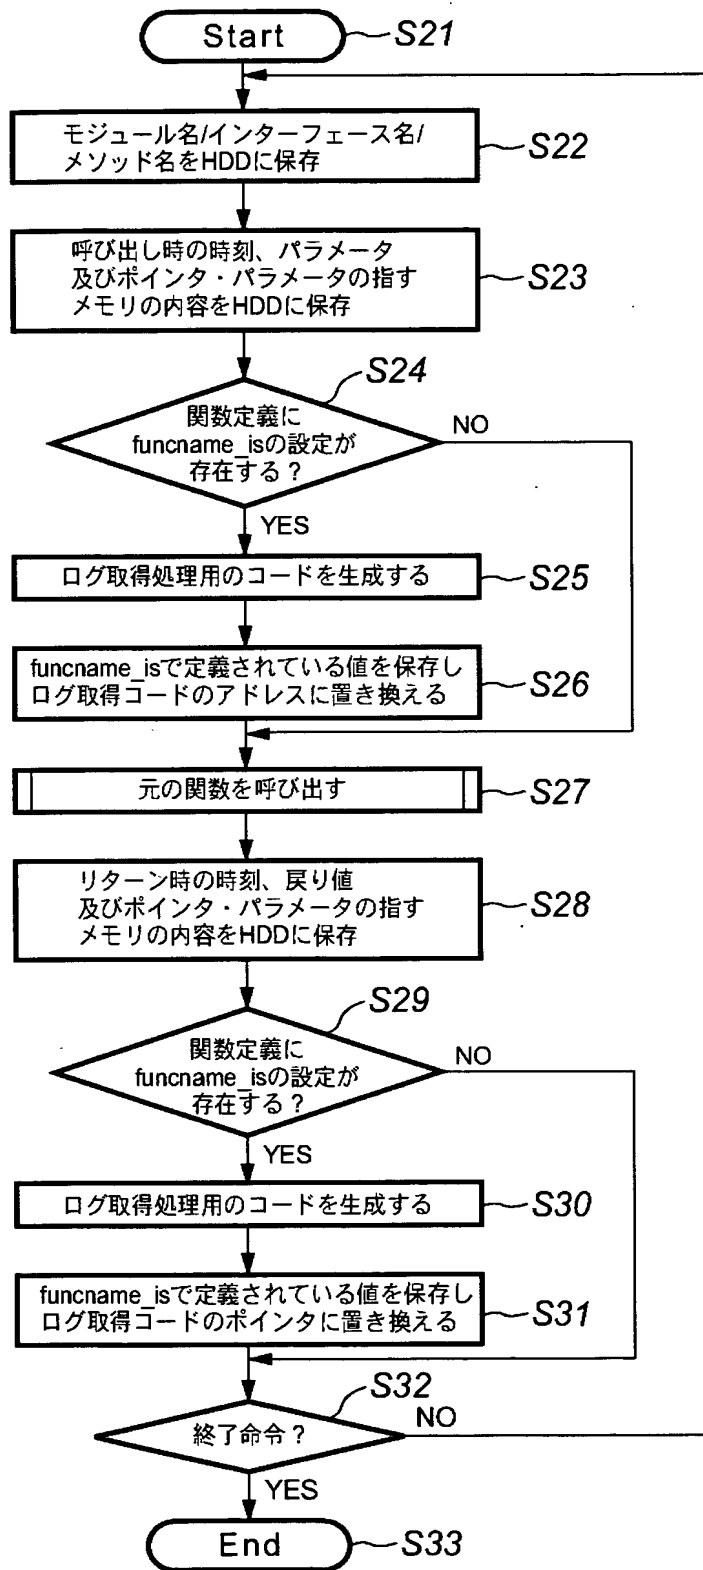 Start
S21
モジュール名/インターフェース名/
メソッド名をHDDに保存
S22
呼び出し時の時刻、パラメータ
及びポインタ・パラメータの指す
メモリの内容をHDDに保存
S23
S24
関数定義に
funcname_isの設定が
存在する?
NO
YES
ログ取得処理用のコードを生成する
S25
funcname_isで定義されている値を保存し
ログ取得コードのアドレスに置き換える
S26
元の関数を呼び出す
S27
リターン時の時刻、戻り値
及びポインタ・パラメータの指す
メモリの内容をHDDに保存
S28
S29
関数定義に
funcname_isの設定が
存在する?
NO
YES
ログ取得処理用のコードを生成する
S30
funcname_isで定義されている値を保存し
ログ取得コードのポインタに置き換える
S31
S32
終了命令?
NO
YES
End
S33